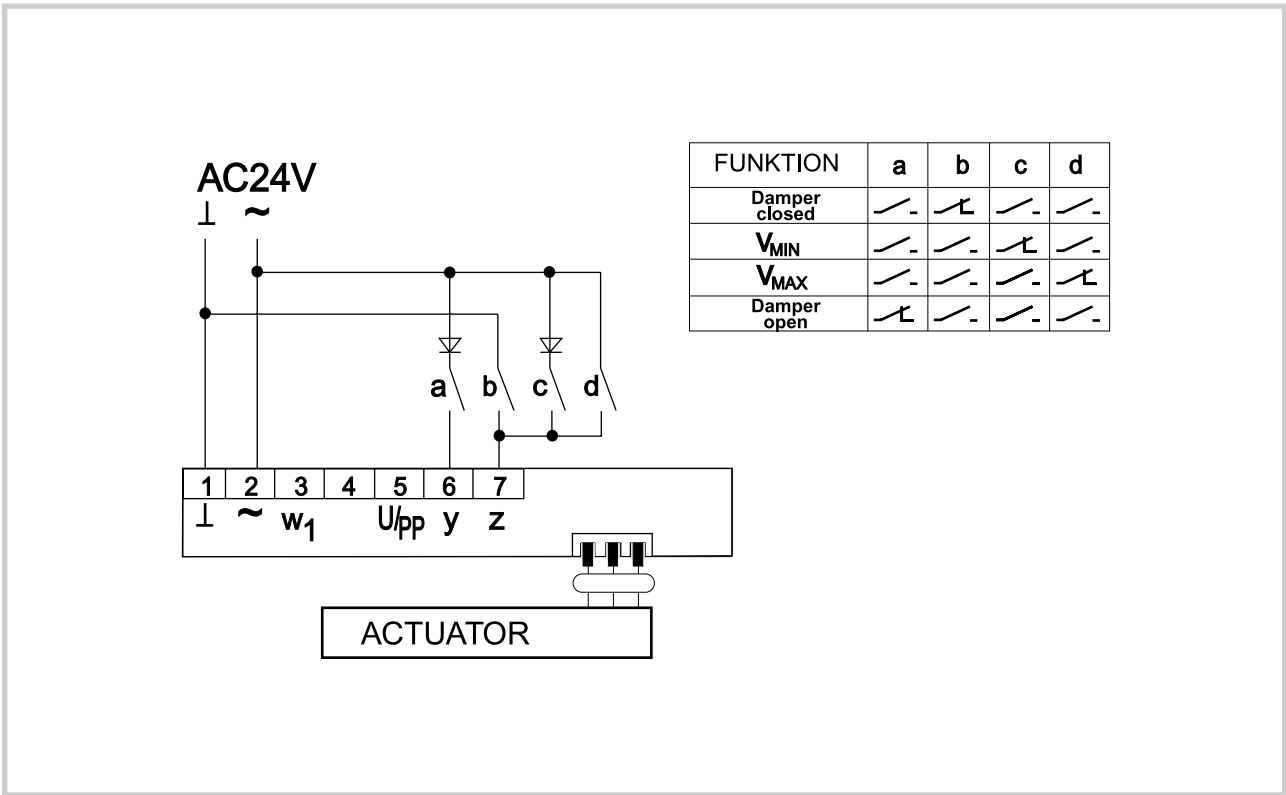 AC24V
⊥ ~
FUNKTION a b c d
Damper closed
VMIN
VMAX
Damper open
a b c d
1 2 3 4 5 6 7
⊥ ~ w1 U/pp y z
ACTUATOR